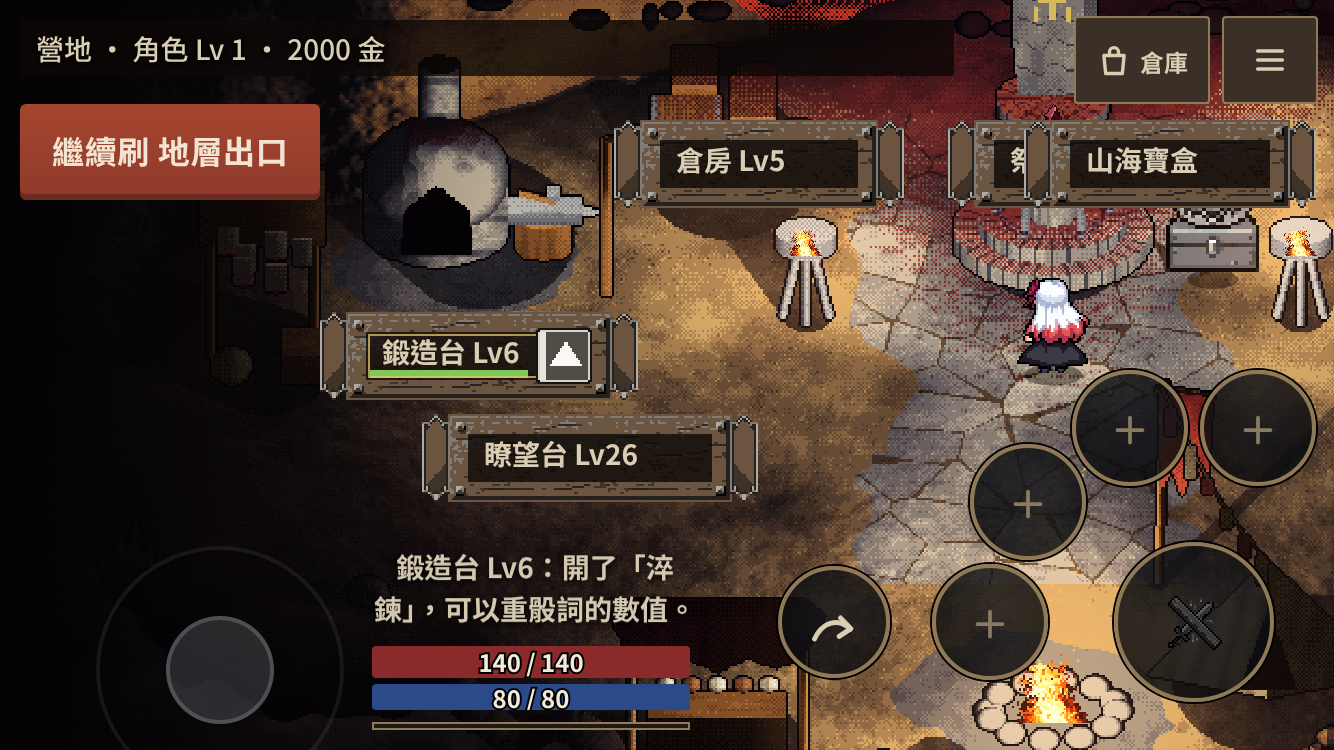 營地 • 角色 Lv 1 • 2000 金
倉庫
繼續刷 地層出口
倉房 Lv5
山海寶盒
鍛造台 Lv6
瞭望台 Lv26
鍛造台 Lv6：開了「淬
鍊」，可以重骰詞的數值。
140 / 140
80 / 80